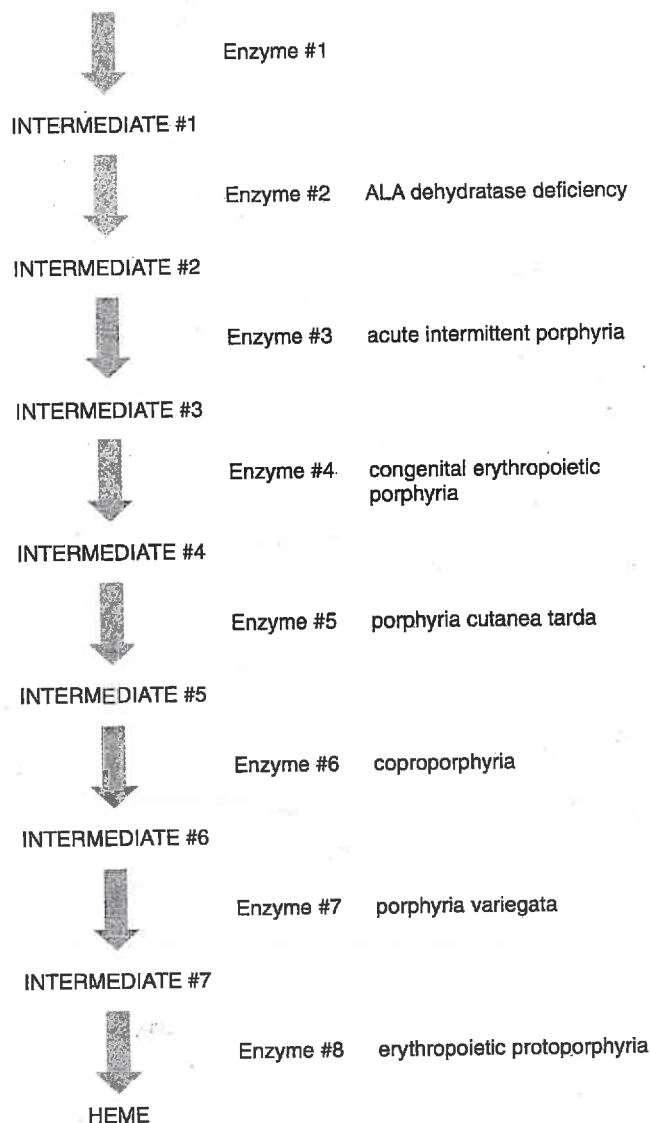 Enzyme #1
INTERMEDIATE #1
Enzyme #2 ALA dehydratase deficiency
INTERMEDIATE #2
Enzyme #3 acute intermittent porphyria
INTERMEDIATE #3
Enzyme #4 congenital erythropoietic
porphyria
INTERMEDIATE #4
Enzyme #5 porphyria cutanea tarda
INTERMEDIATE #5
Enzyme #6 coproporphyria
INTERMEDIATE #6
Enzyme #7 porphyria variegata
INTERMEDIATE #7
Enzyme #8 erythropoietic protoporphyria
HEME